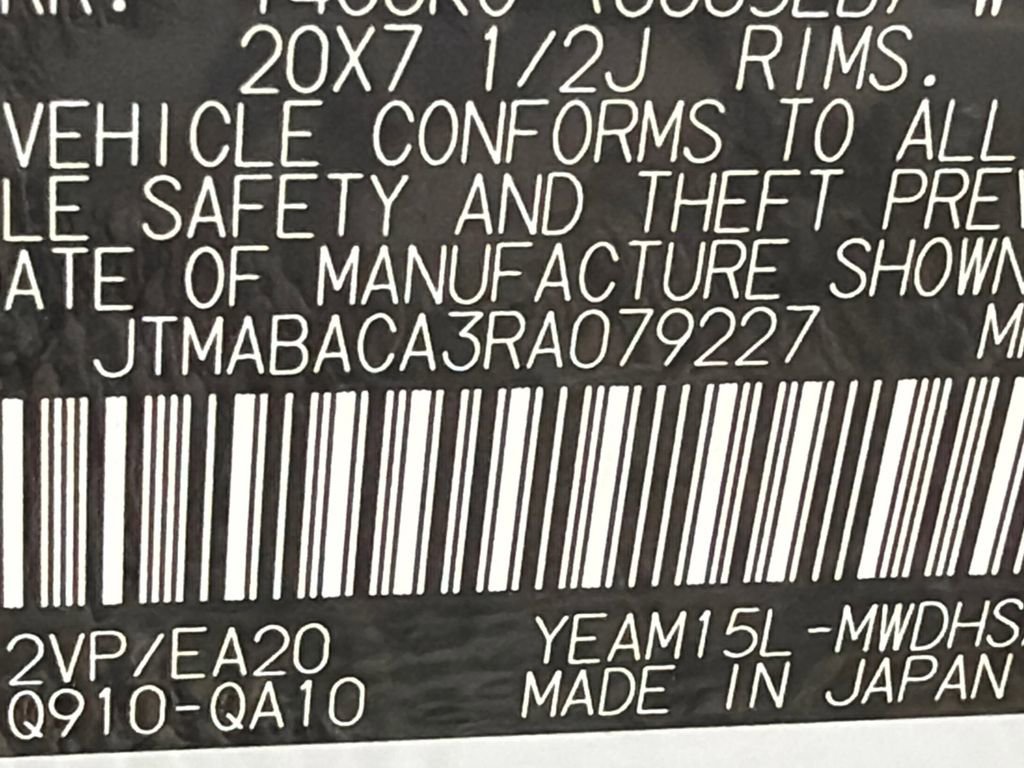 20X7 1/2J RIMS.
VEHICLE CONFORMS TO ALL
LE SAFETY AND THEFT PREV
ATE OF MANUFACTURE SHOWN
JTMABACA3RA079227
2VP/EA20 YEAM15L-MWDHS
Q910-QA10 MADE IN JAPAN